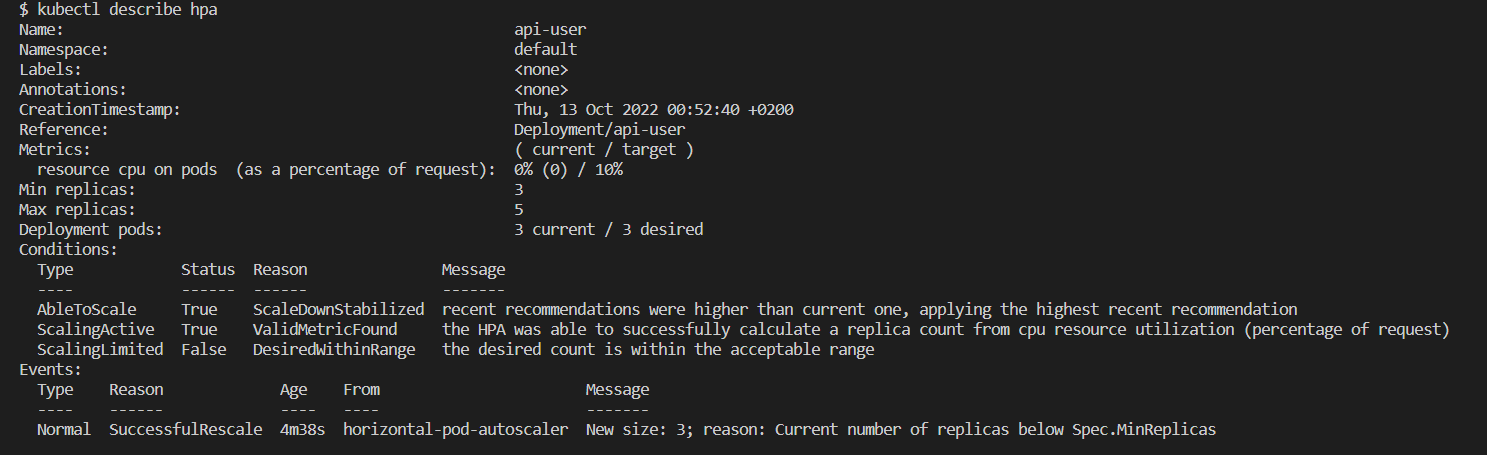 $ kubectl describe hpa
Name:                                                  api-user
Namespace:                                             default
Labels:                                                <none>
Annotations:                                           <none>
CreationTimestamp:                                     Thu, 13 Oct 2022 00:52:40 +0200
Reference:                                             Deployment/api-user
Metrics:                                               ( current / target )
  resource cpu on pods  (as a percentage of request):  0% (0) / 10%
Min replicas:                                          3
Max replicas:                                          5
Deployment pods:                                       3 current / 3 desired
Conditions:
  Type            Status  Reason               Message
  ----            ------  ------               -------
  AbleToScale     True    ScaleDownStabilized  recent recommendations were higher than current one, applying the highest recent recommendation
  ScalingActive   True    ValidMetricFound     the HPA was able to successfully calculate a replica count from cpu resource utilization (percentage of request)
  ScalingLimited  False   DesiredWithinRange   the desired count is within the acceptable range
Events:
  Type    Reason             Age    From                       Message
  ----    ------             ----   ----                       -------
  Normal  SuccessfulRescale  4m38s  horizontal-pod-autoscaler  New size: 3; reason: Current number of replicas below Spec.MinReplicas